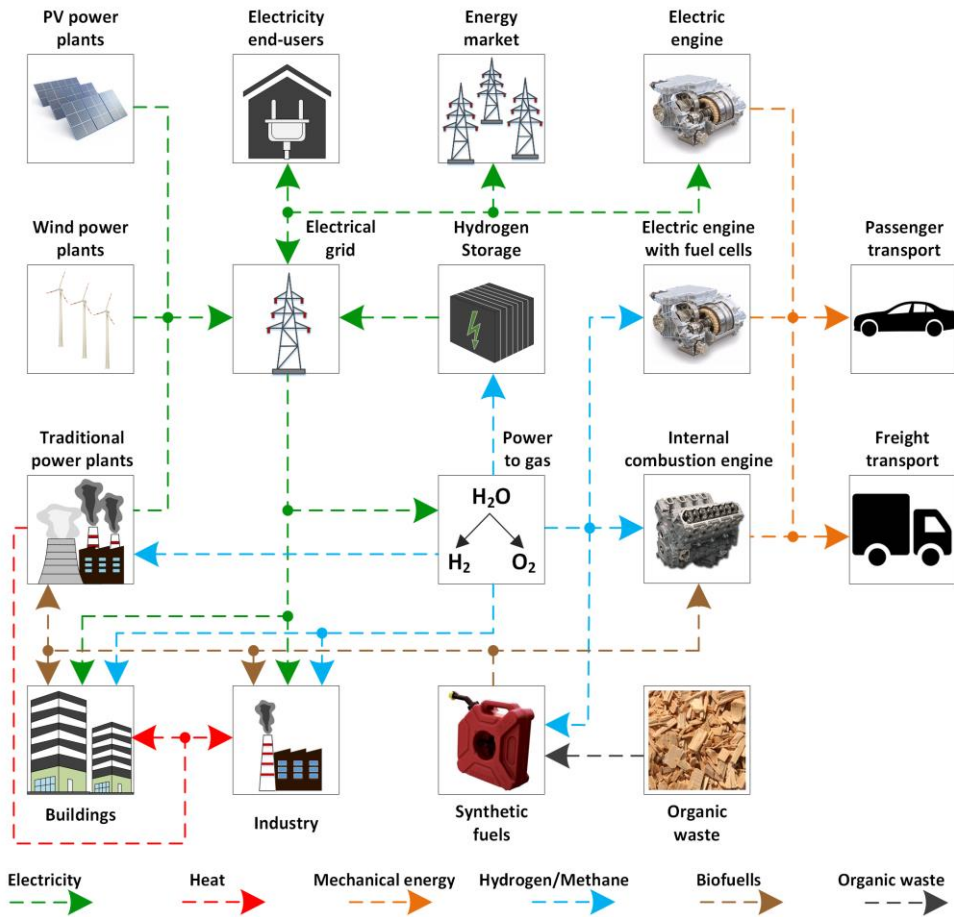 PV power
plants
Electricity
end-users
Energy
market
Electric
engine
Wind power
plants
Electrical
grid
Hydrogen
Storage
Electric engine
with fuel cells
Passenger
transport
Traditional
power plants
Power
to gas
Internal
combustion engine
Freight
transport
H₂O
H₂
O₂
Buildings
Industry
Synthetic
fuels
Organic
waste
Electricity
Heat
Mechanical energy
Hydrogen/Methane
Biofuells
Organic waste